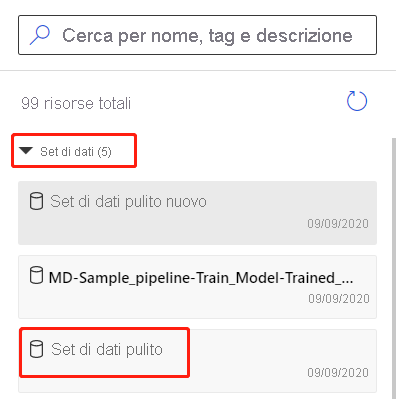 Cerca per nome, tag e descrizione
99 risorse totali
Set di dati (5)
Set di dati pulito nuovo
09/09/2020
MD-Sample_pipeline-Train_Model-Trained_...
09/09/2020
Set di dati pulito
09/09/2020